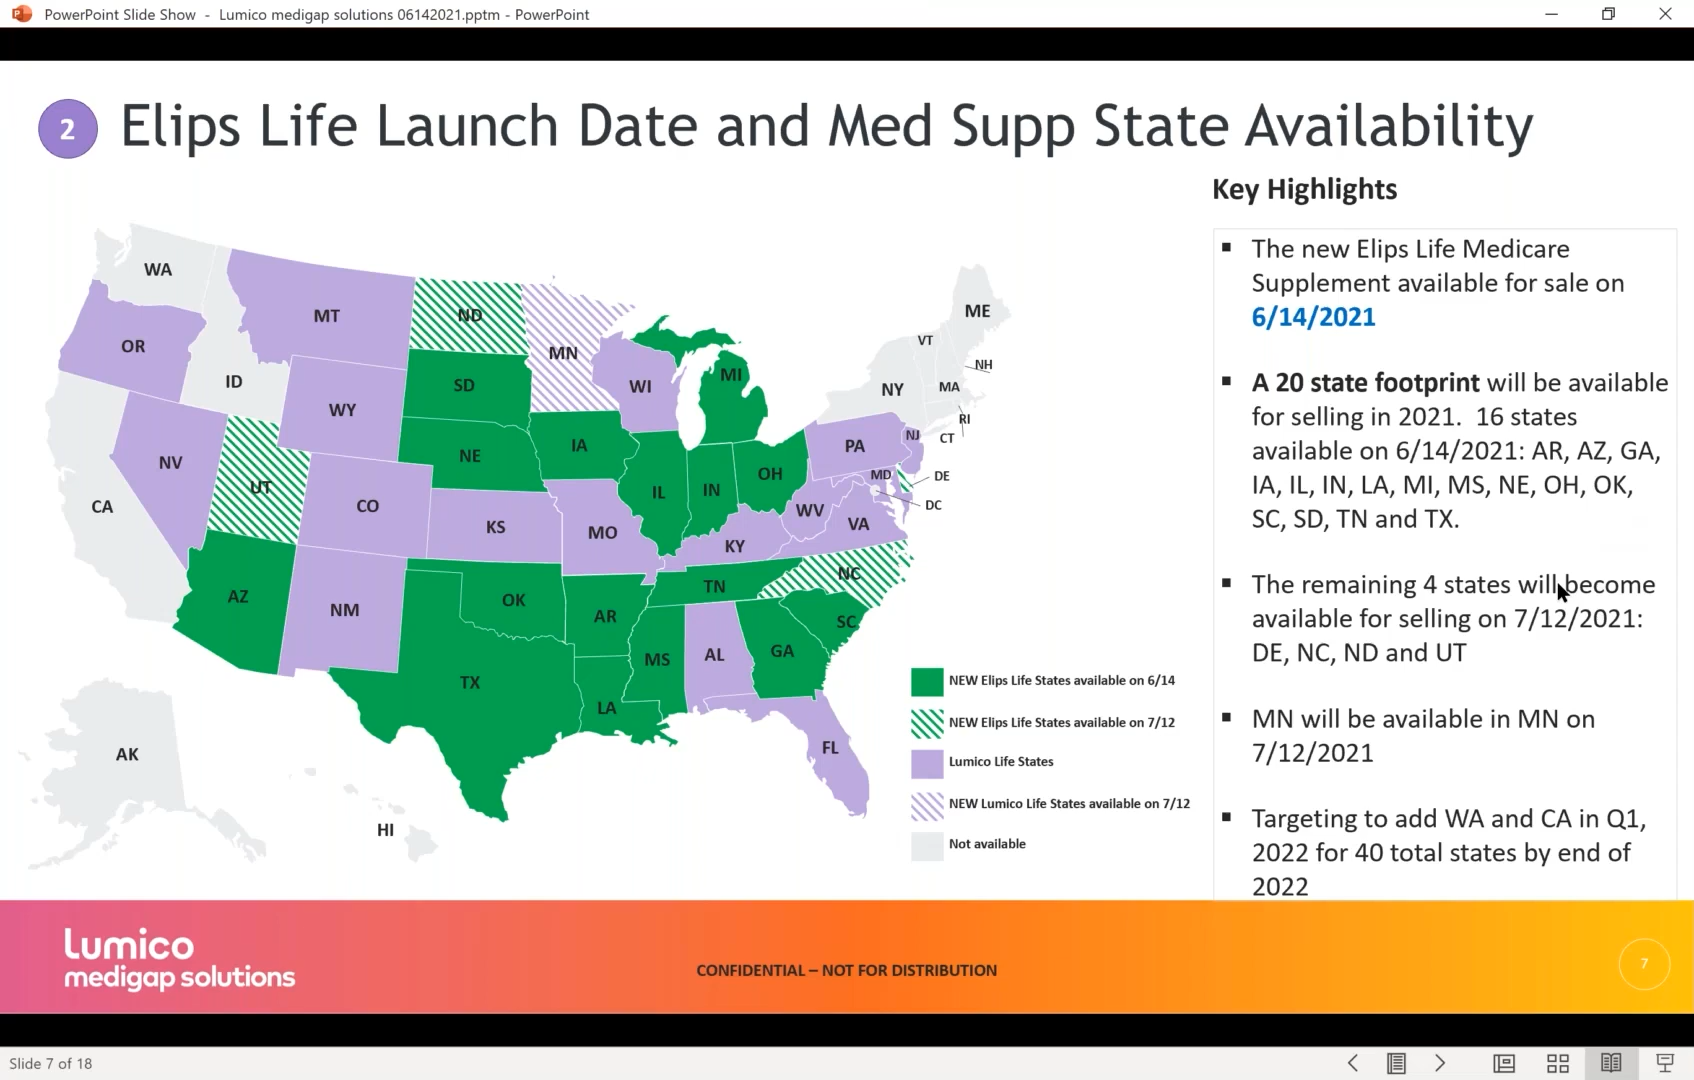 PowerPoint Slide Show - Lumico medigap solutions 06142021.pptm - PowerPoint
2 Elips Life Launch Date and Med Supp State Availability
Key Highlights
▪ The new Elips Life Medicare
Supplement available for sale on
6/14/2021
▪ A 20 state footprint will be available
for selling in 2021. 16 states
available on 6/14/2021: AR, AZ, GA,
IA, IL, IN, LA, MI, MS, NE, OH, OK,
SC, SD, TN and TX.
▪ The remaining 4 states will become
available for selling on 7/12/2021:
DE, NC, ND and UT
▪ MN will be available in MN on
7/12/2021
▪ Targeting to add WA and CA in Q1,
2022 for 40 total states by end of
2022
WA
MT
ND
ME
OR
MN
VT
NH
ID
SD
WI
MI
NY
MA
WY
RI
NV
NE
IA
PA
NJ
CT
UT
IL
IN
OH
MD
DE
CA
CO
KS
MO
WV
VA
DC
KY
AZ
NM
OK
AR
TN
NC
SC
TX
LA
MS
AL
GA
FL
AK
HI
NEW Elips Life States available on 6/14
NEW Elips Life States available on 7/12
Lumico Life States
NEW Lumico Life States available on 7/12
Not available
Lumico
medigap solutions
CONFIDENTIAL – NOT FOR DISTRIBUTION
7
Slide 7 of 18